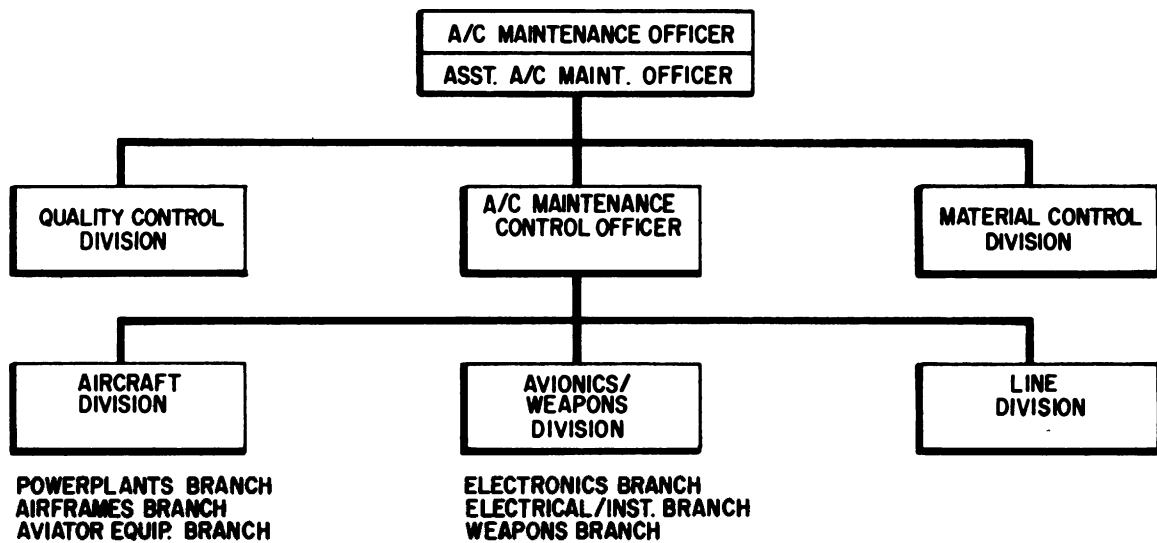 A/C MAINTENANCE OFFICER
ASST. A/C MAINT. OFFICER
QUALITY CONTROL
DIVISION
A/C MAINTENANCE
CONTROL OFFICER
MATERIAL CONTROL
DIVISION
AIRCRAFT
DIVISION
AVIONICS/
WEAPONS
DIVISION
LINE
DIVISION
POWERPLANTS BRANCH
AIRFRAMES BRANCH
AVIATOR EQUIP. BRANCH
ELECTRONICS BRANCH
ELECTRICAL/INST. BRANCH
WEAPONS BRANCH